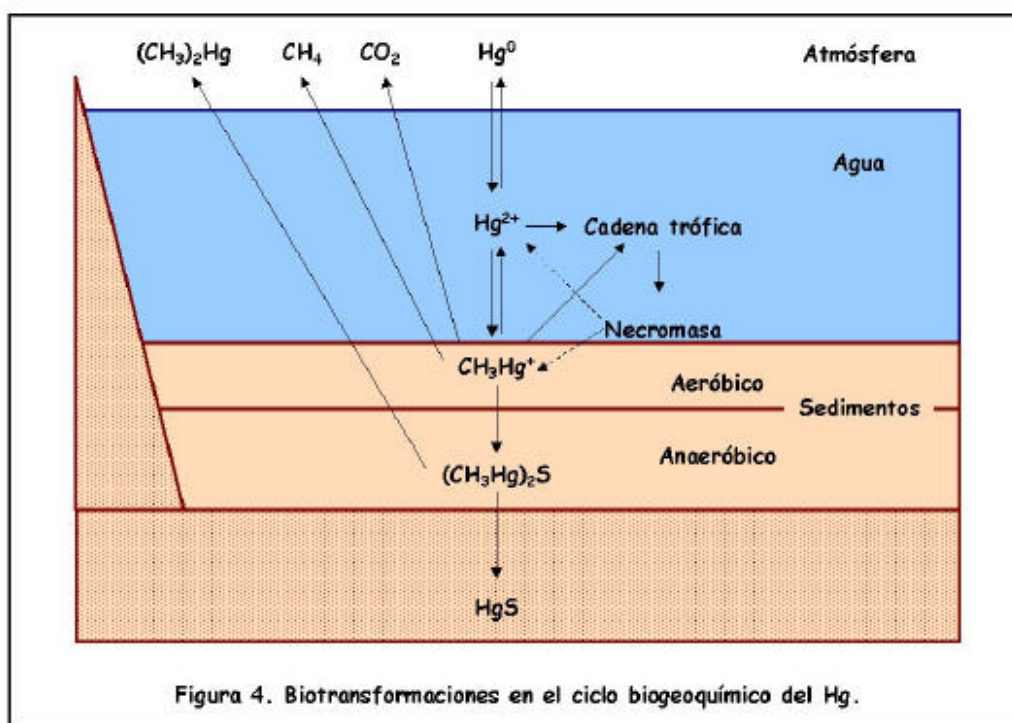 (CH₃)₂Hg CH₄ CO₂ Hg⁰ Atmósfera
Agua
Hg²⁺ Cadena trófica
Necromasa
CH₃Hg⁺ Aeróbico
Sedimentos
(CH₃Hg)₂S Anaeróbico
HgS
Figura 4. Biotransformaciones en el ciclo biogeoquímico del Hg.